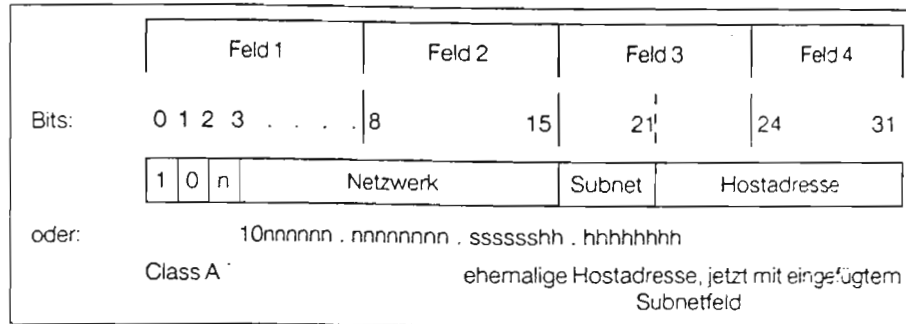 Feld 1 Feld 2 Feld 3 Feld 4
Bits: 0 1 2 3 . . . . 8 15 21 24 31
1 0 n Netzwerk Subnet Hostadresse
oder: 10nnnnnn . nnnnnnnn . sssssshh . hhhhhhhh
Class A ehemalige Hostadresse, jetzt mit eingefügtem
Subnetfeld